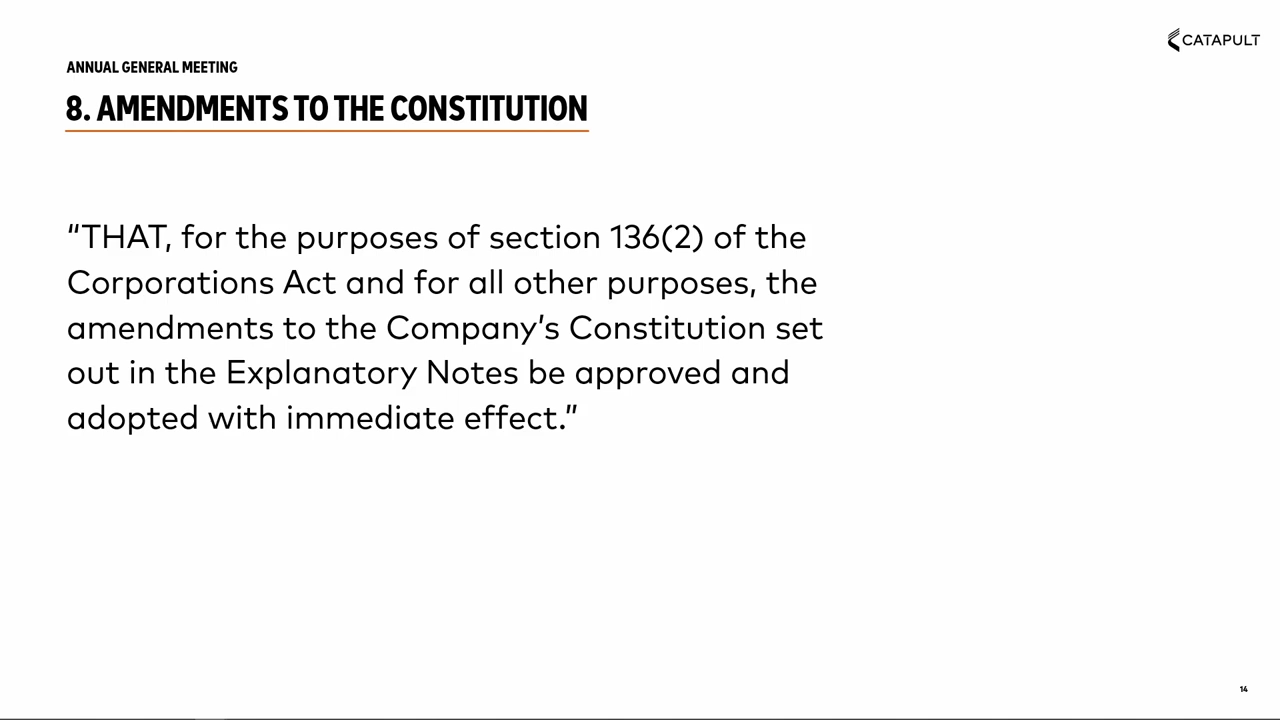 CATAPULT
ANNUAL GENERAL MEETING
8. AMENDMENTS TO THE CONSTITUTION
“THAT, for the purposes of section 136(2) of the
Corporations Act and for all other purposes, the
amendments to the Company’s Constitution set
out in the Explanatory Notes be approved and
adopted with immediate effect.”
14